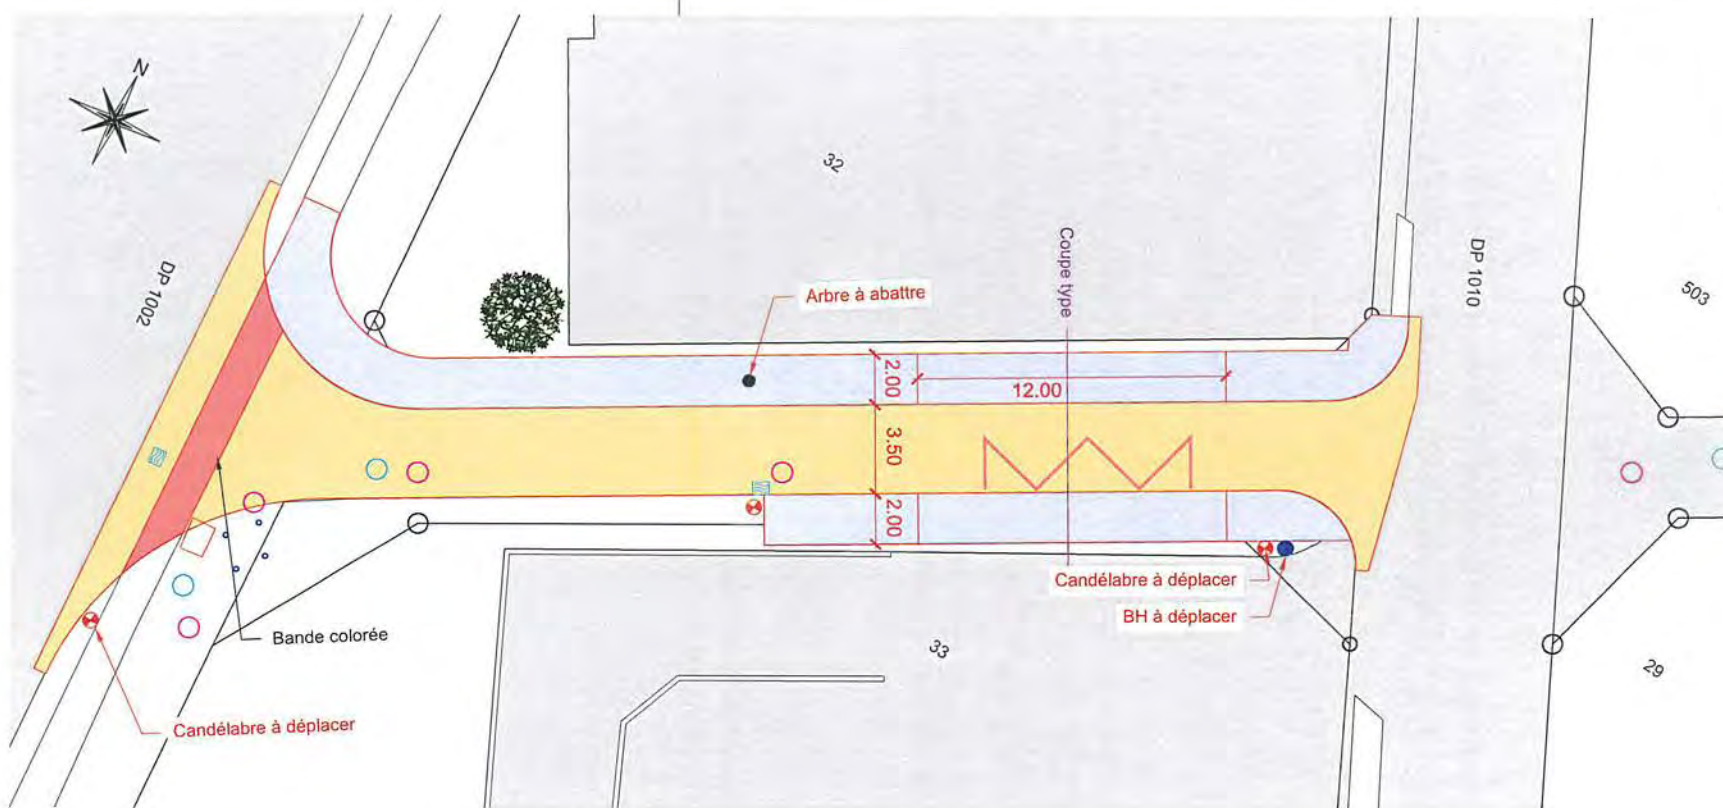 N
32
DP 1002
Coupe type
DP 1010
503
Arbre à abattre
2.00
12.00
3.50
2.00
Candélabre à déplacer
BH à déplacer
Bande colorée
33
29
Candélabre à déplacer